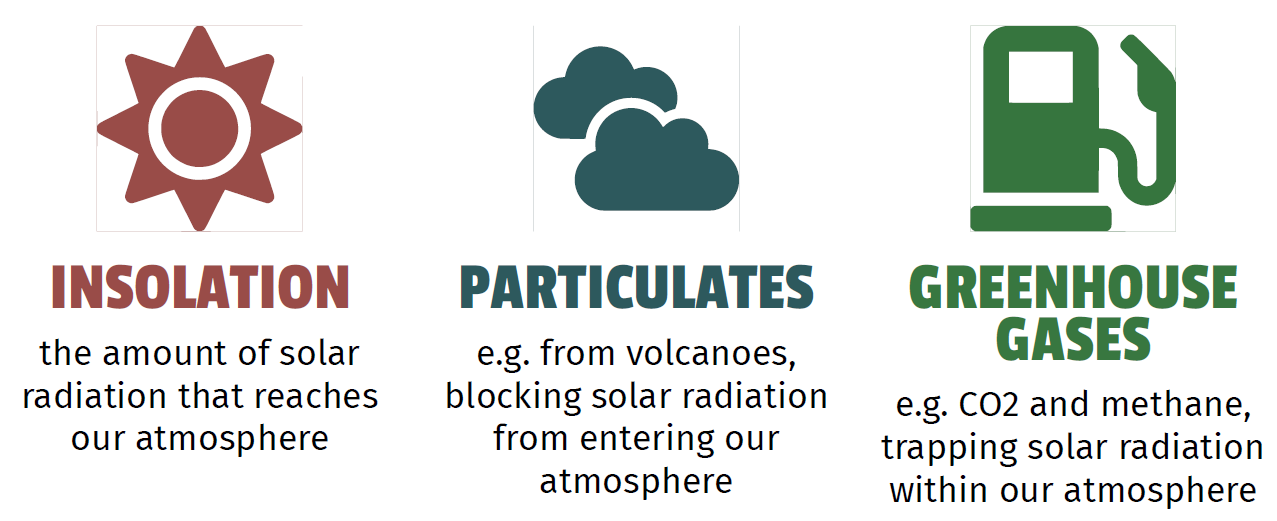 INSOLATION
the amount of solar
radiation that reaches
our atmosphere
PARTICULATES
e.g. from volcanoes,
blocking solar radiation
from entering our
atmosphere
GREENHOUSE
GASES
e.g. CO2 and methane,
trapping solar radiation
within our atmosphere